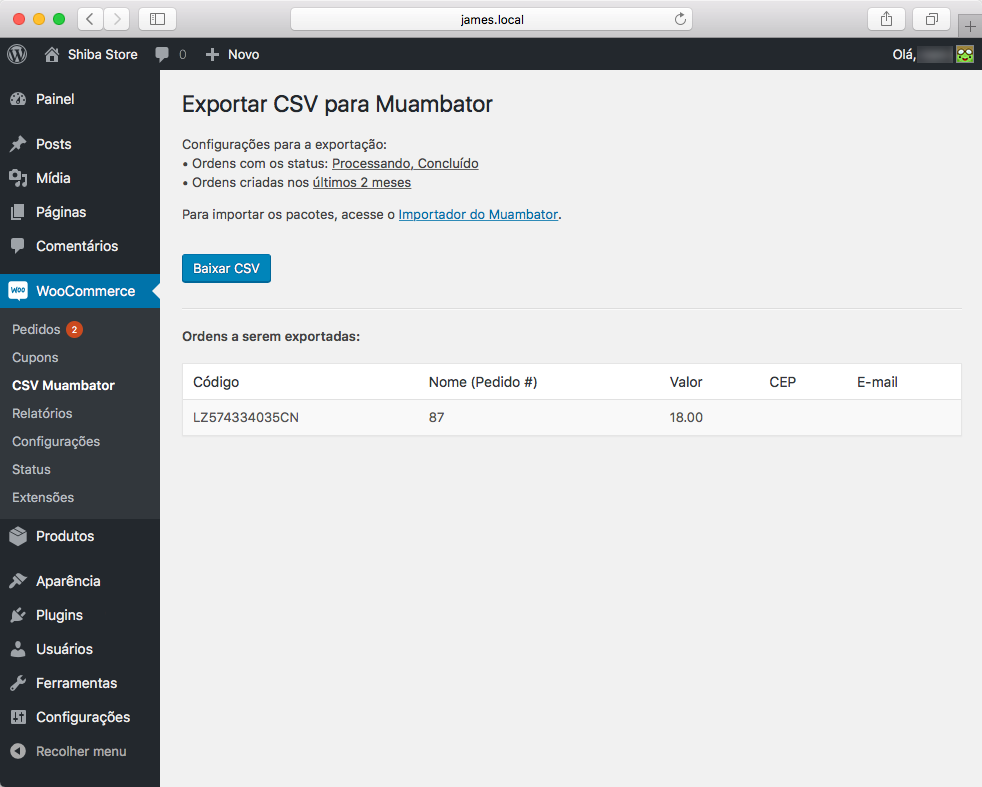 james.local
Shiba Store 0 Novo Olá,
Painel
Posts
Mídia
Páginas
Comentários
WooCommerce
Pedidos 2
Cupons
CSV Muambator
Relatórios
Configurações
Status
Extensões
Produtos
Aparência
Plugins
Usuários
Ferramentas
Configurações
Recolher menu
Exportar CSV para Muambator
Configurações para a exportação:
• Ordens com os status: Processando, Concluído
• Ordens criadas nos últimos 2 meses
Para importar os pacotes, acesse o Importador do Muambator.
Baixar CSV
Ordens a serem exportadas:
Código Nome (Pedido #) Valor CEP E-mail
LZ574334035CN 87 18.00